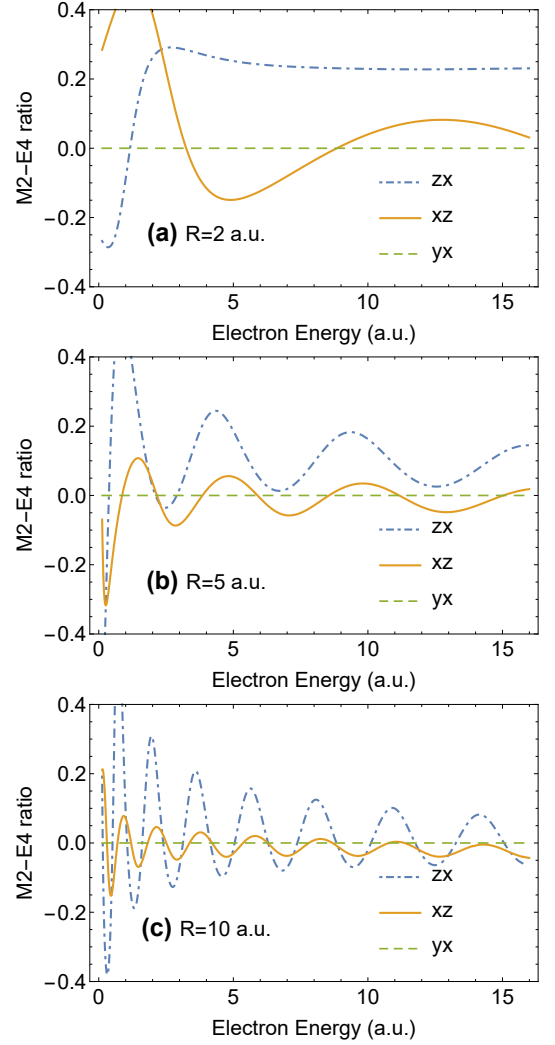 0.4
0.2
0.0
−0.2
−0.4
M2−E4 ratio
zx
xz
yx
(a) R=2 a.u.
0 5 10 15
Electron Energy (a.u.)
0.4
0.2
0.0
−0.2
−0.4
M2−E4 ratio
zx
xz
yx
(b) R=5 a.u.
0 5 10 15
Electron Energy (a.u.)
0.4
0.2
0.0
−0.2
−0.4
M2−E4 ratio
zx
xz
yx
(c) R=10 a.u.
0 5 10 15
Electron Energy (a.u.)